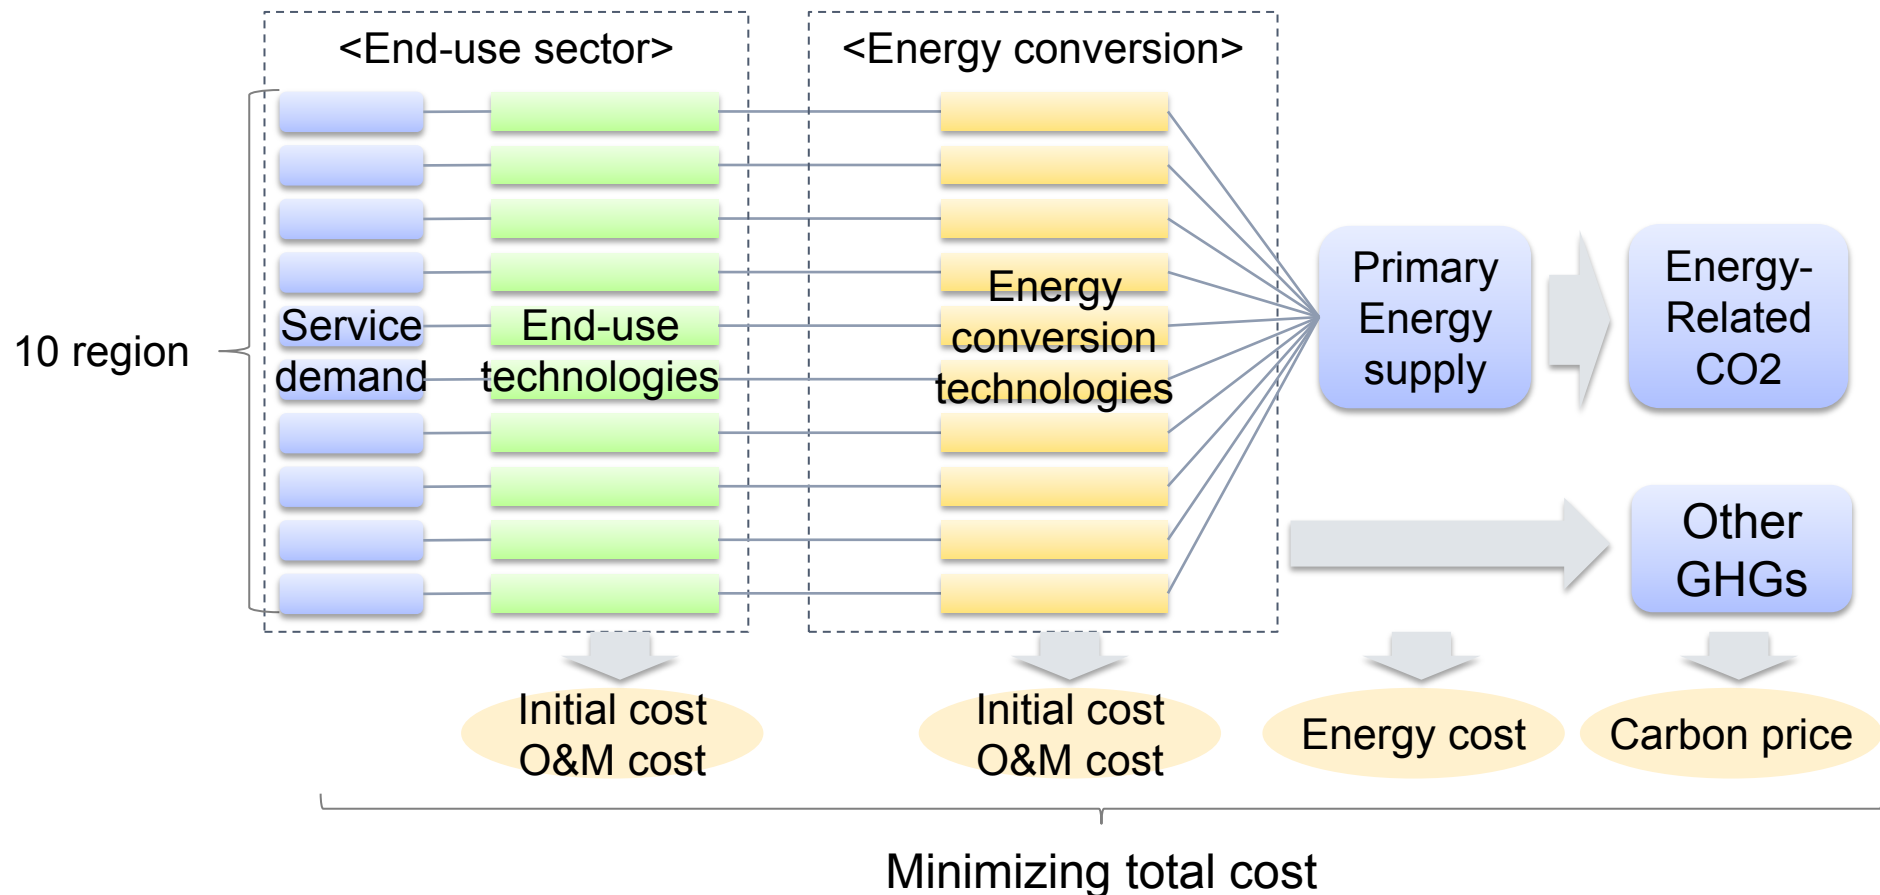 <End-use sector>
<Energy conversion>
10 region
Service
demand
End-use
technologies
Energy
conversion
technologies
Primary
Energy
supply
Energy-
Related
CO2
Other
GHGs
Initial cost
O&M cost
Initial cost
O&M cost
Energy cost
Carbon price
Minimizing total cost